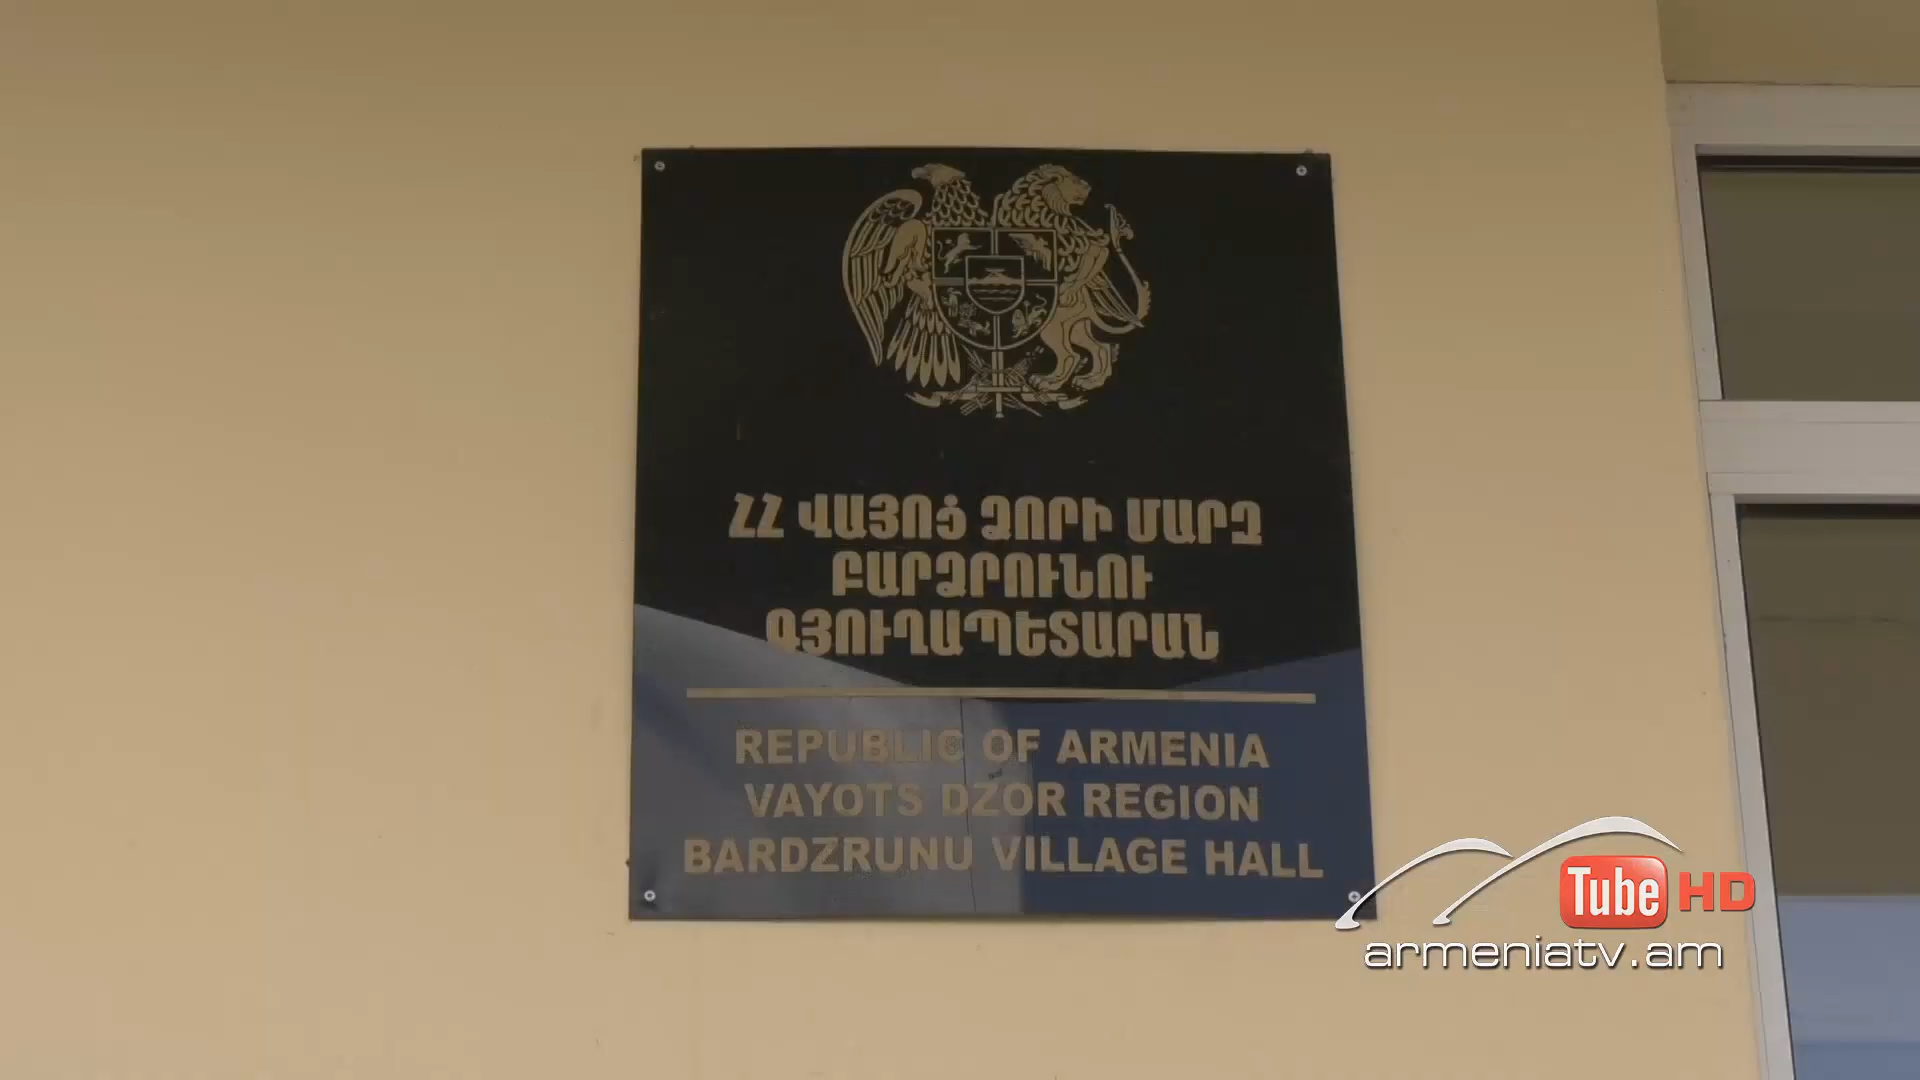 ՀՀ ՎԱՅՈՑ ՁՈՐԻ ՄԱՐԶ
ԲԱՐՁՐՈՒՆՈՒ
ԳՅՈՒՂԱՊԵՏԱՐԱՆ
REPUBLIC OF ARMENIA
VAYOTS DZOR REGION
BARDZRUNU VILLAGE HALL
Tube HD
armeniatv.am